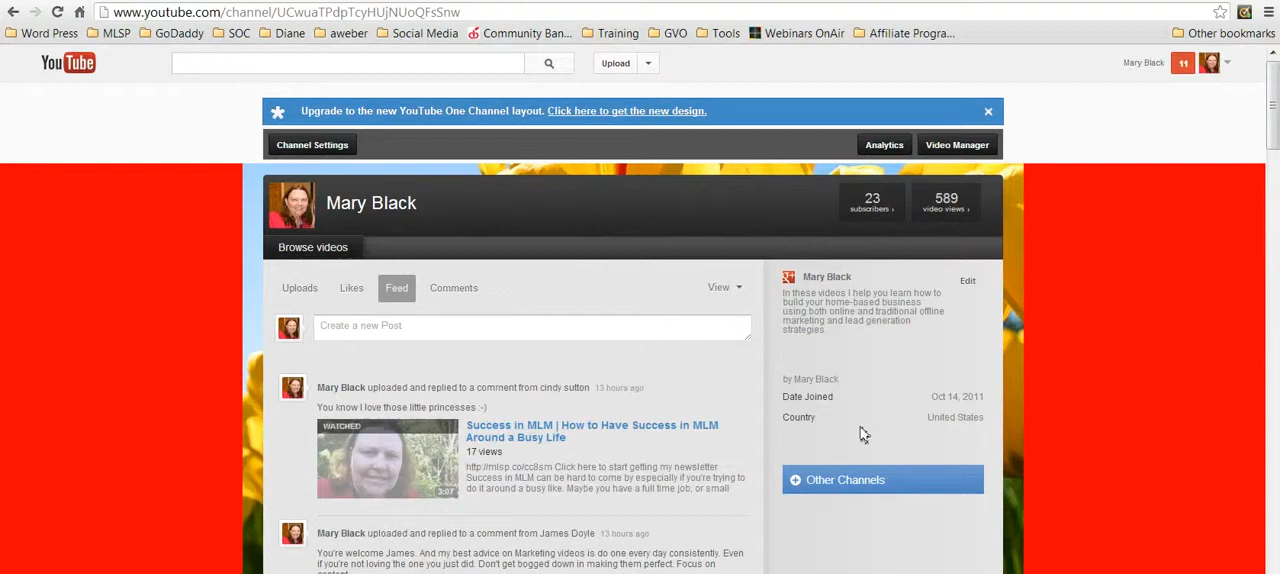 www.youtube.com/channel/UCwuaTPdpTcyHUjNUoQFsSnw
Word Press MLSP GoDaddy SOC Diane aweber Social Media Community Ban... Training GVO Tools Webinars OnAir Affiliate Progra... Other bookmarks
YouTube Upload Mary Black 11
Upgrade to the new YouTube One Channel layout. Click here to get the new design.
Channel Settings Analytics Video Manager
Mary Black
23
subscribers ›
589
video views ›
Browse videos
Uploads Likes Feed Comments View
Create a new Post
Mary Black uploaded and replied to a comment from cindy sutton 13 hours ago
You know I love those little princesses :-)
WATCHED
3:07
Success in MLM | How to Have Success in MLM
Around a Busy Life
17 views
http://mlsp.co/cc8sm Click here to start getting my newsletter
Success in MLM can be hard to come by especially if you're trying to
do it around a busy like. Maybe you have a full time job, or small
Mary Black uploaded and replied to a comment from James Doyle 13 hours ago
You're welcome James. And my best advice on Marketing videos is do one every day consistently. Even
if you're not loving the one you just did. Don't get bogged down in making them perfect. Focus on
Mary Black
Edit
In these videos I help you learn how to
build your home-based business
using both online and traditional offline
marketing and lead generation
strategies.
by Mary Black
Date Joined Oct 14, 2011
Country United States
Other Channels